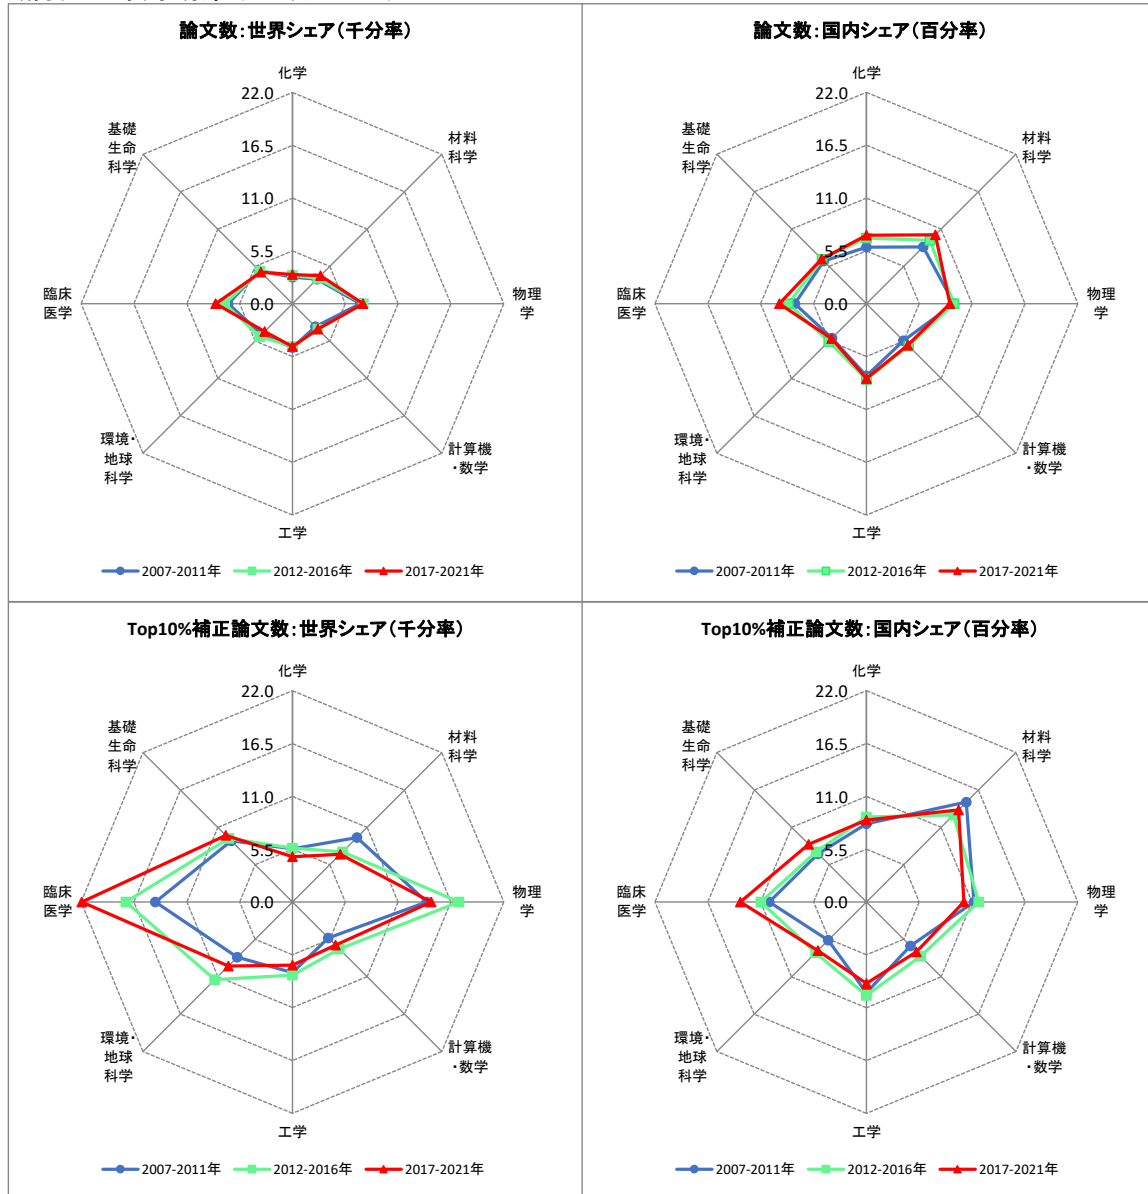 論文数:世界シェア(千分率)
化学
22.0
16.5
11.0
5.5
0.0
材料
科学
物理
学
計算機
・数学
工学
環境・
地球
科学
臨床
医学
基礎
生命
科学
2007-2011年
2012-2016年
2017-2021年
論文数:国内シェア(百分率)
化学
22.0
16.5
11.0
5.5
0.0
材料
科学
物理
学
計算機
・数学
工学
環境・
地球
科学
臨床
医学
基礎
生命
科学
2007-2011年
2012-2016年
2017-2021年
Top10%補正論文数:世界シェア(千分率)
化学
22.0
16.5
11.0
5.5
0.0
材料
科学
物理
学
計算機
・数学
工学
環境・
地球
科学
臨床
医学
基礎
生命
科学
2007-2011年
2012-2016年
2017-2021年
Top10%補正論文数:国内シェア(百分率)
化学
22.0
16.5
11.0
5.5
0.0
材料
科学
物理
学
計算機
・数学
工学
環境・
地球
科学
臨床
医学
基礎
生命
科学
2007-2011年
2012-2016年
2017-2021年